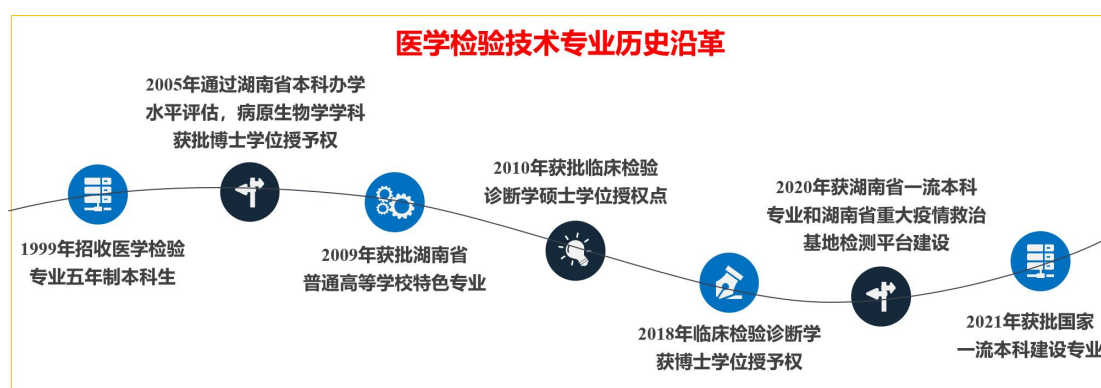 医学检验技术专业历史沿革
1999年招收医学检验
专业五年制本科生
2005年通过湖南省本科办学
水平评估，病原生物学学科
获批博士学位授予权
2009年获批湖南省
普通高等学校特色专业
2010年获批临床检验
诊断学硕士学位授权点
2018年临床检验诊断学
获博士学位授予权
2020年获湖南省一流本科
专业和湖南省重大疫情救治
基地检测平台建设
2021年获批国家
一流本科建设专业